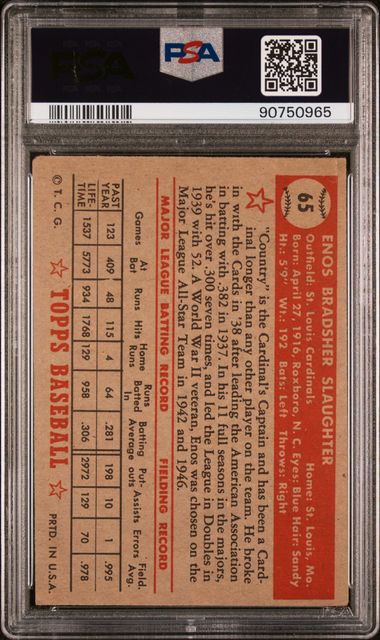 PSA
PSA
90750965
65
ENOS BRADSHER SLAUGHTER
Outfield: St. Louis Cardinals Home: St. Louis, Mo.
Born: April 27, 1916, Roxboro, N. C. Eyes: Blue Hair: Sandy
Ht.: 5'9" Wt.: 192 Bats: Left Throws: Right
"Country" is the Cardinal's Captain and has been a Card-
inal longer than any other player on the team. He broke
in with the Cards in '38 after leading the American Association
in batting with .382 in 1937. In his 11 full seasons in the majors,
he's hit over .300 seven times, and led the League in Doubles in
1939 with 52. A World War II veteran, Enos was chosen on the
Major League All-Star Team in 1942 and 1946.
MAJOR LEAGUE BATTING RECORD FIELDING RECORD
Games At Bat Runs Hits Home Runs Runs Batted In Batting Average Put-outs Assists Errors Field. Avg.
PAST YEAR 123 409 48 115 4 64 .281 198 10 1 .995
LIFE-TIME 1537 5773 934 1768 129 958 .306 2972 129 70 .978
© T. C. G. TOPPS BASEBALL PRTD. IN U.S.A.